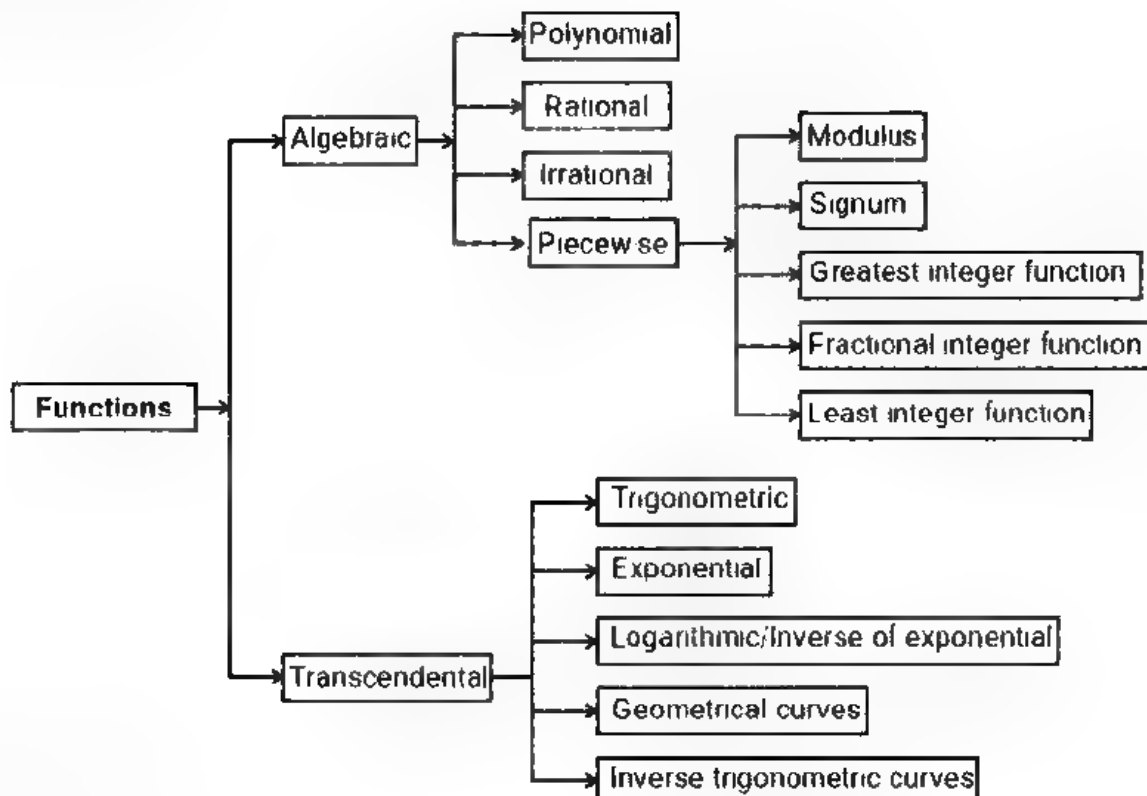 Polynomial
Rational
Algebraic
Modulus
Irrational
Signum
Piecewise
Greatest integer function
Fractional integer function
Functions
Least integer function
Trigonometric
Exponential
Logarithmic/Inverse of exponential
Transcendental
Geometrical curves
Inverse trigonometric curves